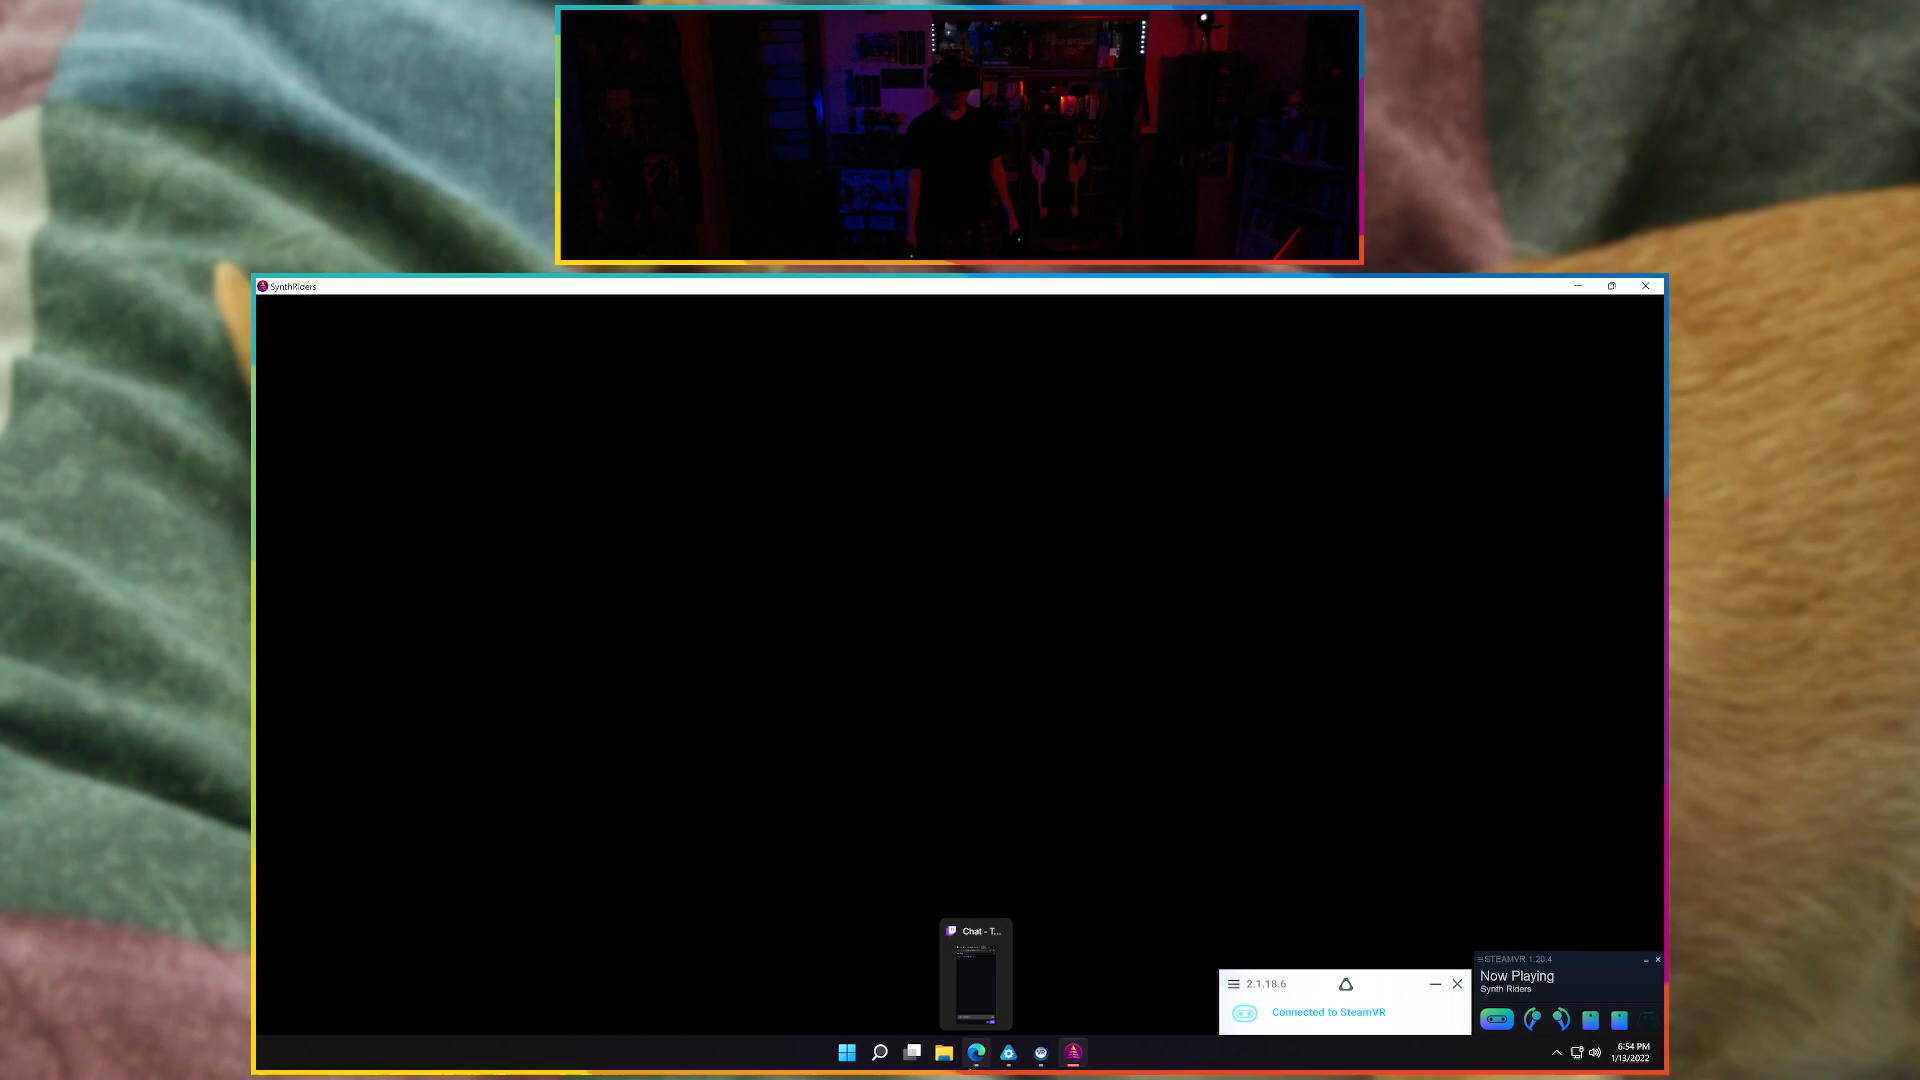 SynthRiders
Chat - T...
2.1.18.6
Connected to SteamVR
STEAMVR 1.20.4
Now Playing
Synth Riders
6:54 PM
1/13/2022